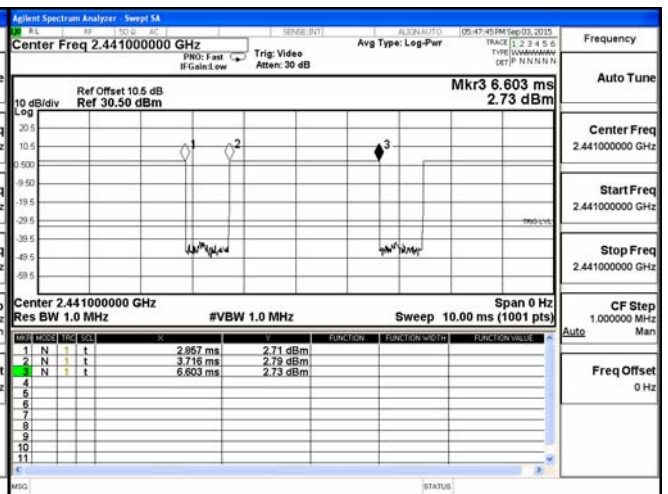 Agilent Spectrum Analyzer - Swept SA
RL RF 50 Ω AC SENSE:INT ALIGN AUTO 05:47:45 PM Sep 03, 2015
Center Freq 2.441000000 GHz
Avg Type: Log-Pwr
TRACE 1 2 3 4 5 6
TYPE
DET P N N N N N
PNO: Fast
IFGain:Low
Trig: Video
Atten: 30 dB
Frequency
Ref Offset 10.5 dB
Ref 30.50 dBm
Mkr3 6.603 ms
2.73 dBm
10 dB/div
Log
20.5
10.5
0.500
-9.50
-19.5
-29.5
-39.5
-49.5
-59.5
1
2
3
TRIG LVL
Center 2.441000000 GHz
Span 0 Hz
Res BW 1.0 MHz
#VBW 1.0 MHz
Sweep 10.00 ms (1001 pts)
MKR MODE TRC SCL X Y FUNCTION FUNCTION WIDTH FUNCTION VALUE
1 N 1 t 2.857 ms 2.71 dBm
2 N 1 t 3.716 ms 2.79 dBm
3 N 1 t 6.603 ms 2.73 dBm
4
5
6
7
8
9
10
11
MSG
STATUS
Auto Tune
Center Freq
2.441000000 GHz
Start Freq
2.441000000 GHz
Stop Freq
2.441000000 GHz
CF Step
1.000000 MHz
Auto Man
Freq Offset
0 Hz